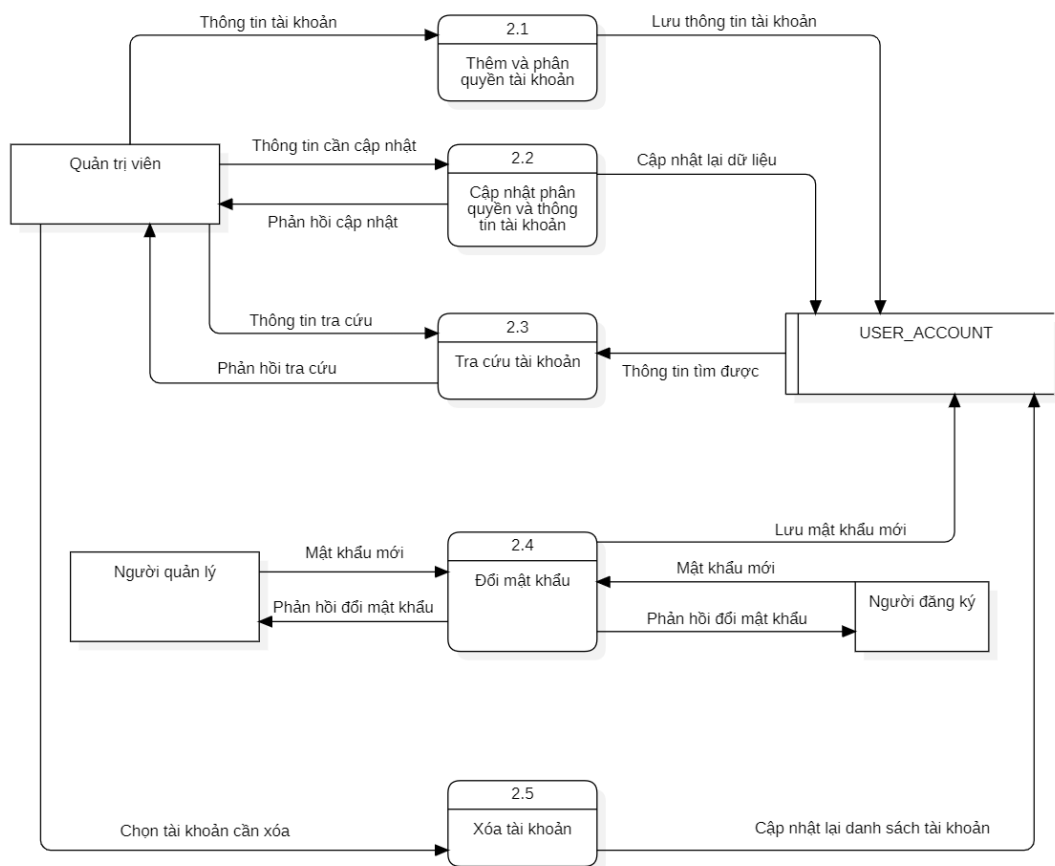 Thông tin tài khoản
2.1
Lưu thông tin tài khoản
Thêm và phân
quyền tài khoản
Quản trị viên
Thông tin cần cập nhật
2.2
Cập nhật lại dữ liệu
Cập nhật phân
quyền và thông
tin tài khoản
Phản hồi cập nhật
Thông tin tra cứu
2.3
USER_ACCOUNT
Tra cứu tài khoản
Phản hồi tra cứu
Thông tin tìm được
2.4
Lưu mật khẩu mới
Người quản lý
Mật khẩu mới
Đổi mật khẩu
Mật khẩu mới
Người đăng ký
Phản hồi đổi mật khẩu
Phản hồi đổi mật khẩu
2.5
Chọn tài khoản cần xóa
Xóa tài khoản
Cập nhật lại danh sách tài khoản